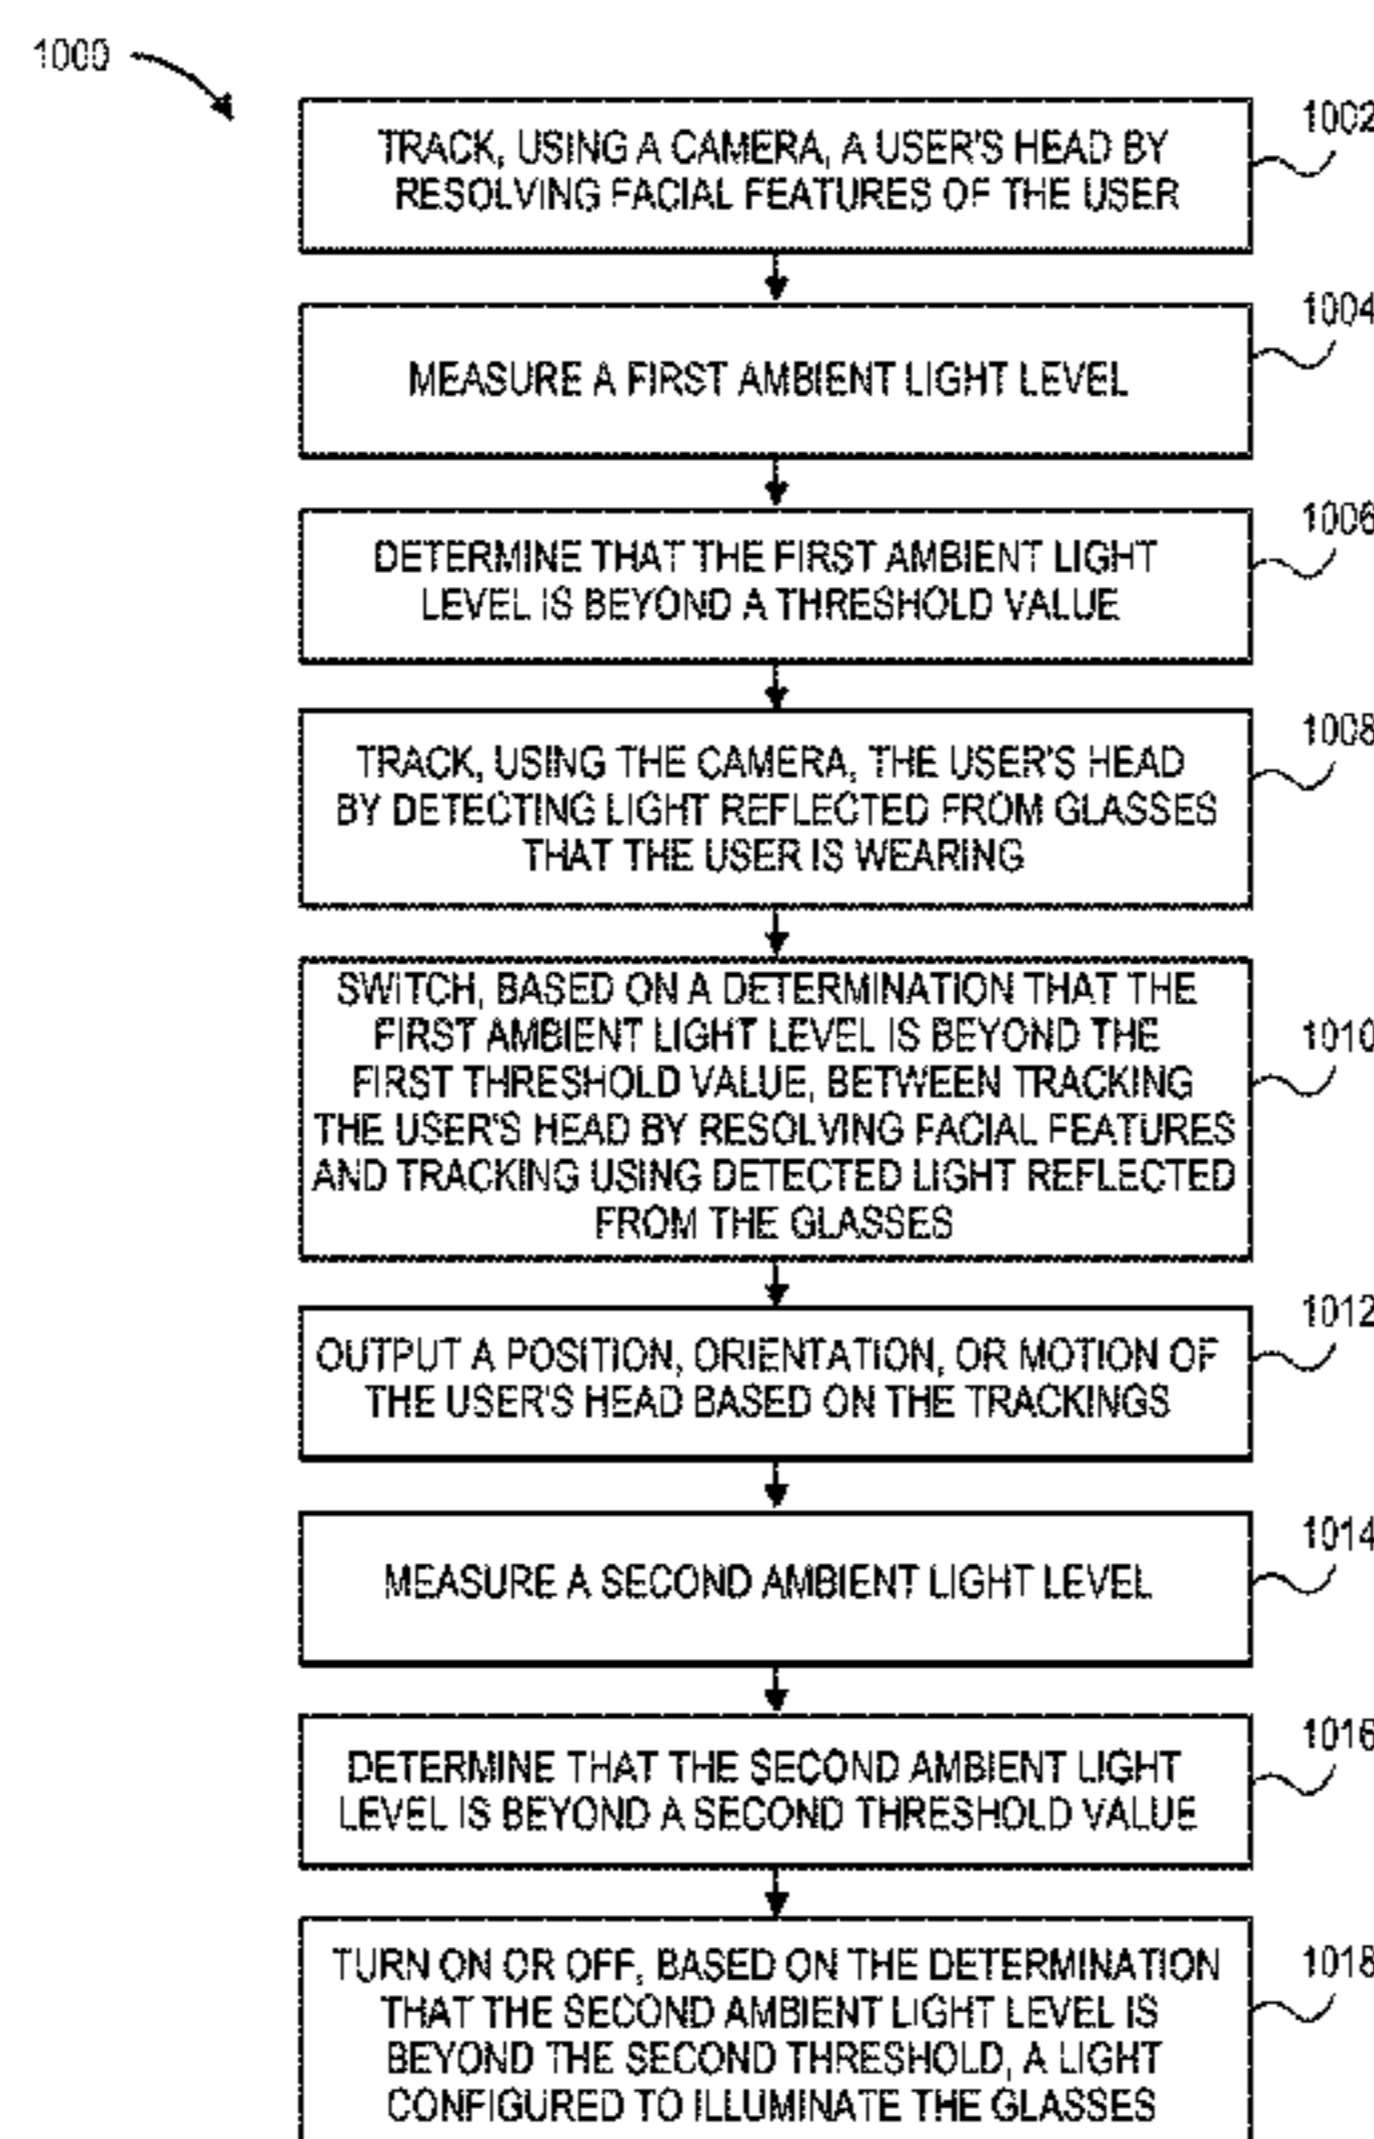 1000
1002
TRACK, USING A CAMERA, A USER'S HEAD BY
RESOLVING FACIAL FEATURES OF THE USER
1004
MEASURE A FIRST AMBIENT LIGHT LEVEL
1006
DETERMINE THAT THE FIRST AMBIENT LIGHT
LEVEL IS BEYOND A THRESHOLD VALUE
1008
TRACK, USING THE CAMERA, THE USER'S HEAD
BY DETECTING LIGHT REFLECTED FROM GLASSES
THAT THE USER IS WEARING
1010
SWITCH, BASED ON A DETERMINATION THAT THE
FIRST AMBIENT LIGHT LEVEL IS BEYOND THE
FIRST THRESHOLD VALUE, BETWEEN TRACKING
THE USER'S HEAD BY RESOLVING FACIAL FEATURES
AND TRACKING USING DETECTED LIGHT REFLECTED
FROM THE GLASSES
1012
OUTPUT A POSITION, ORIENTATION, OR MOTION OF
THE USER'S HEAD BASED ON THE TRACKINGS
1014
MEASURE A SECOND AMBIENT LIGHT LEVEL
1016
DETERMINE THAT THE SECOND AMBIENT LIGHT
LEVEL IS BEYOND A SECOND THRESHOLD VALUE
1018
TURN ON OR OFF, BASED ON THE DETERMINATION
THAT THE SECOND AMBIENT LIGHT LEVEL IS
BEYOND THE SECOND THRESHOLD, A LIGHT
CONFIGURED TO ILLUMINATE THE GLASSES